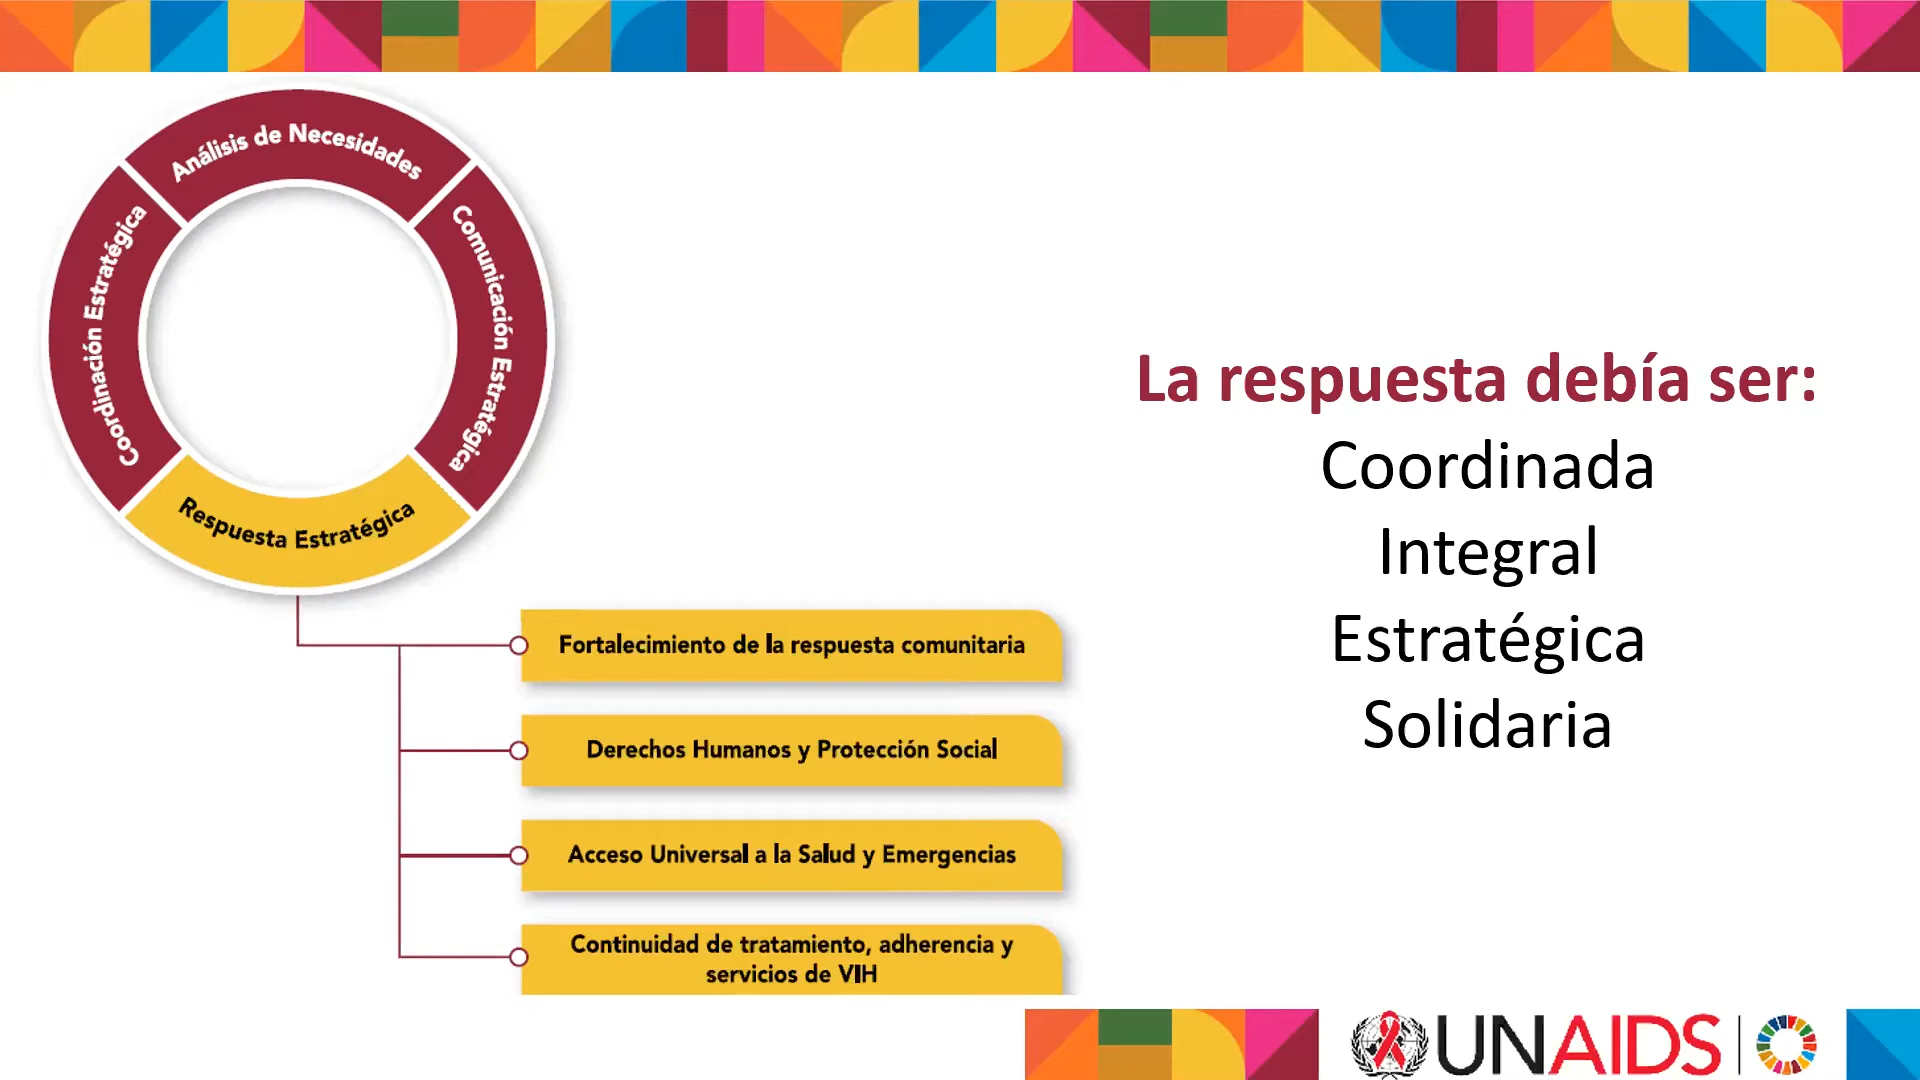 Análisis de Necesidades
Coordinación Estratégica
Comunicación Estratégica
Respuesta Estratégica
Fortalecimiento de la respuesta comunitaria
Derechos Humanos y Protección Social
Acceso Universal a la Salud y Emergencias
Continuidad de tratamiento, adherencia y
servicios de VIH
La respuesta debía ser:
Coordinada
Integral
Estratégica
Solidaria
UNAIDS